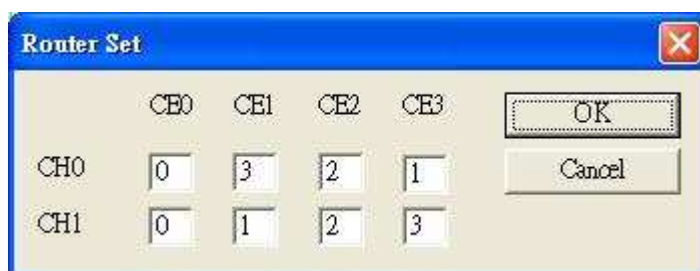 Router Set
CE0 CE1 CE2 CE3
OK
CH0 0 3 2 1
Cancel
CH1 0 1 2 3